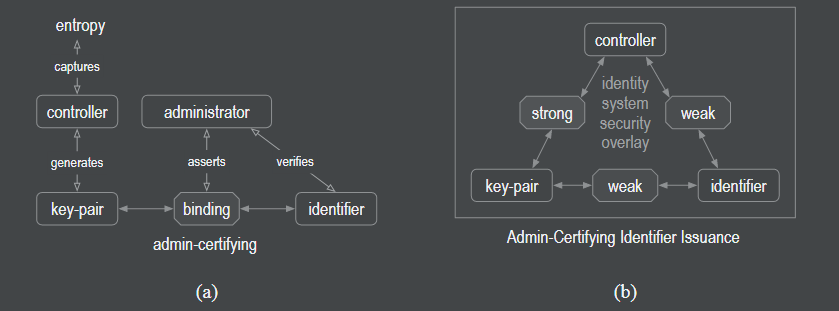 entropy
captures
controller
administrator
generates
asserts
verifies
key-pair
binding
identifier
admin-certifying
(a)
controller
identity
system
security
overlay
strong
weak
key-pair
weak
identifier
Admin-Certifying Identifier Issuance
(b)